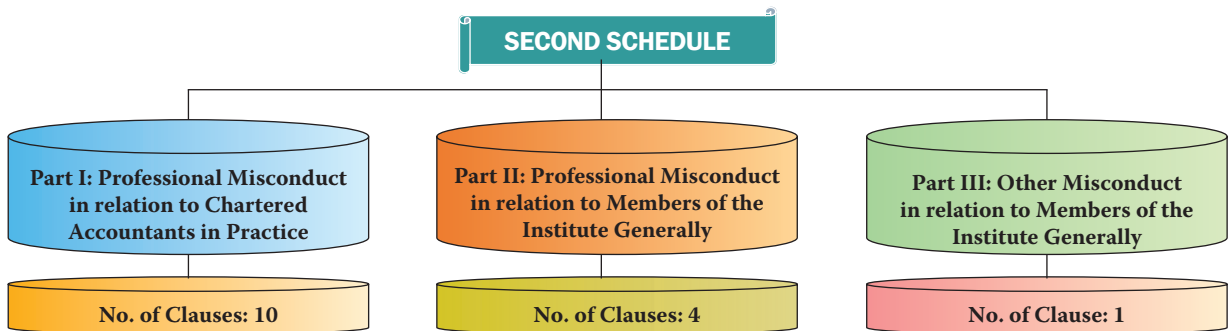 SECOND SCHEDULE
Part I: Professional Misconduct
in relation to Chartered
Accountants in Practice
No. of Clauses: 10
Part II: Professional Misconduct
in relation to Members of the
Institute Generally
No. of Clauses: 4
Part III: Other Misconduct
in relation to Members of the
Institute Generally
No. of Clause: 1